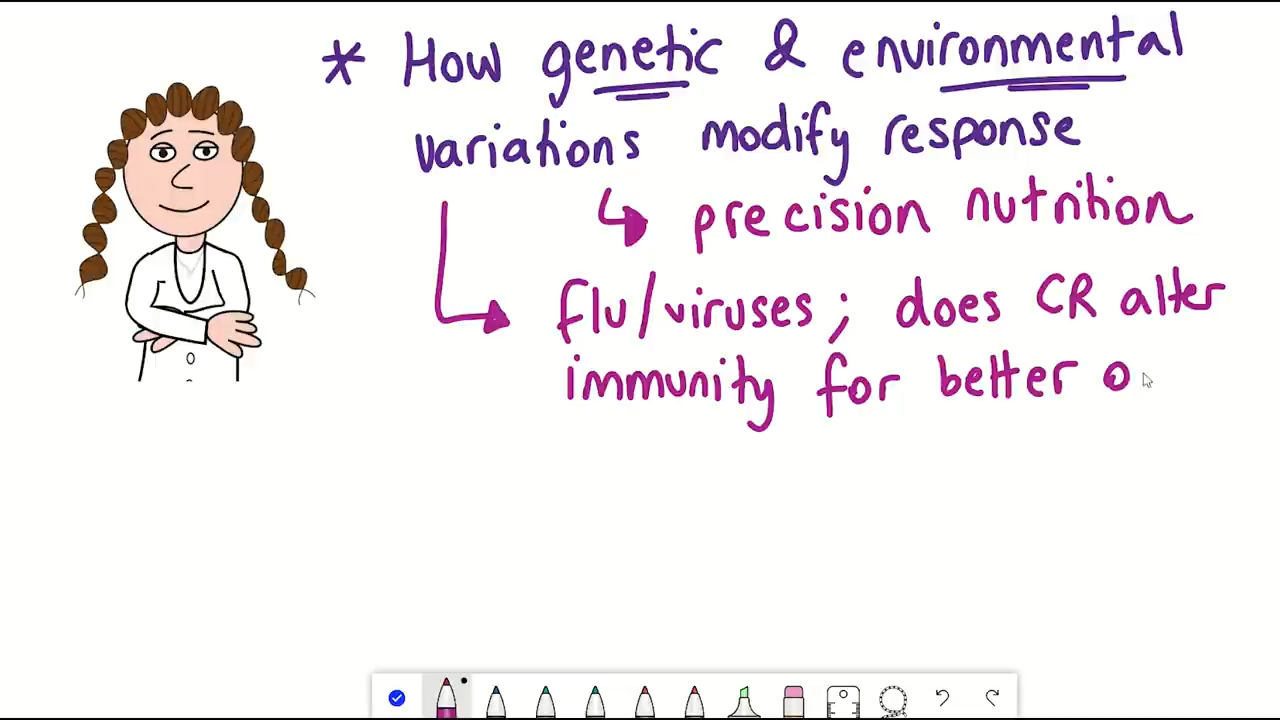 * How genetic & environmental
variations modify response
precision nutrition
flu/viruses; does CR alter
immunity for better o